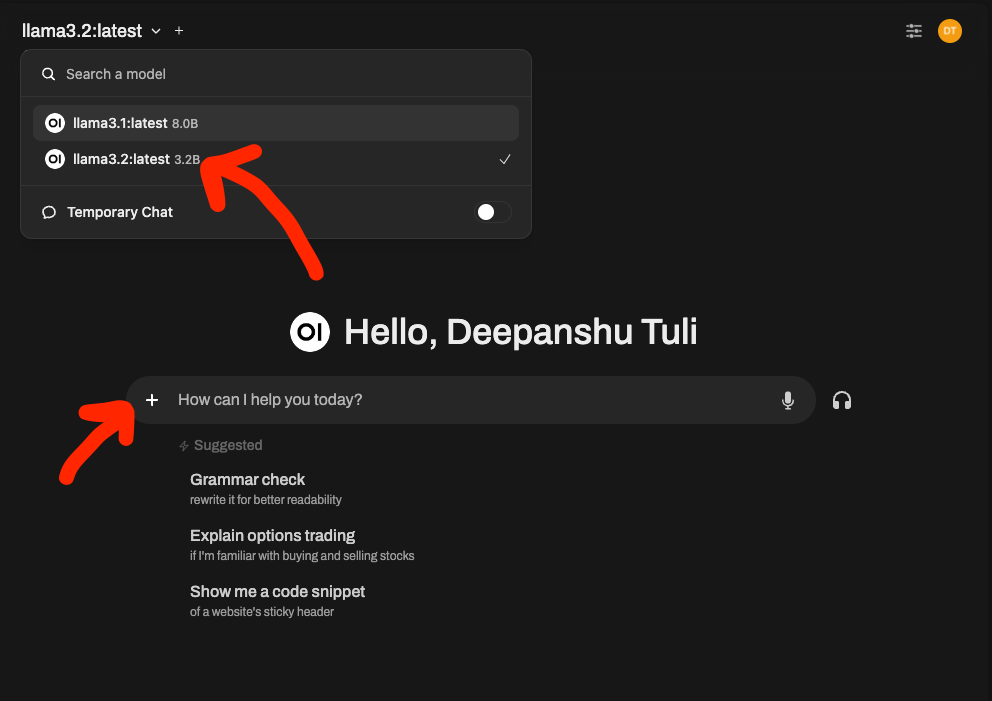 llama3.2:latest
DT
Search a model
OI llama3.1:latest 8.0B
OI llama3.2:latest 3.2B
Temporary Chat
OI Hello, Deepanshu Tuli
How can I help you today?
Suggested
Grammar check
rewrite it for better readability
Explain options trading
if I'm familiar with buying and selling stocks
Show me a code snippet
of a website's sticky header